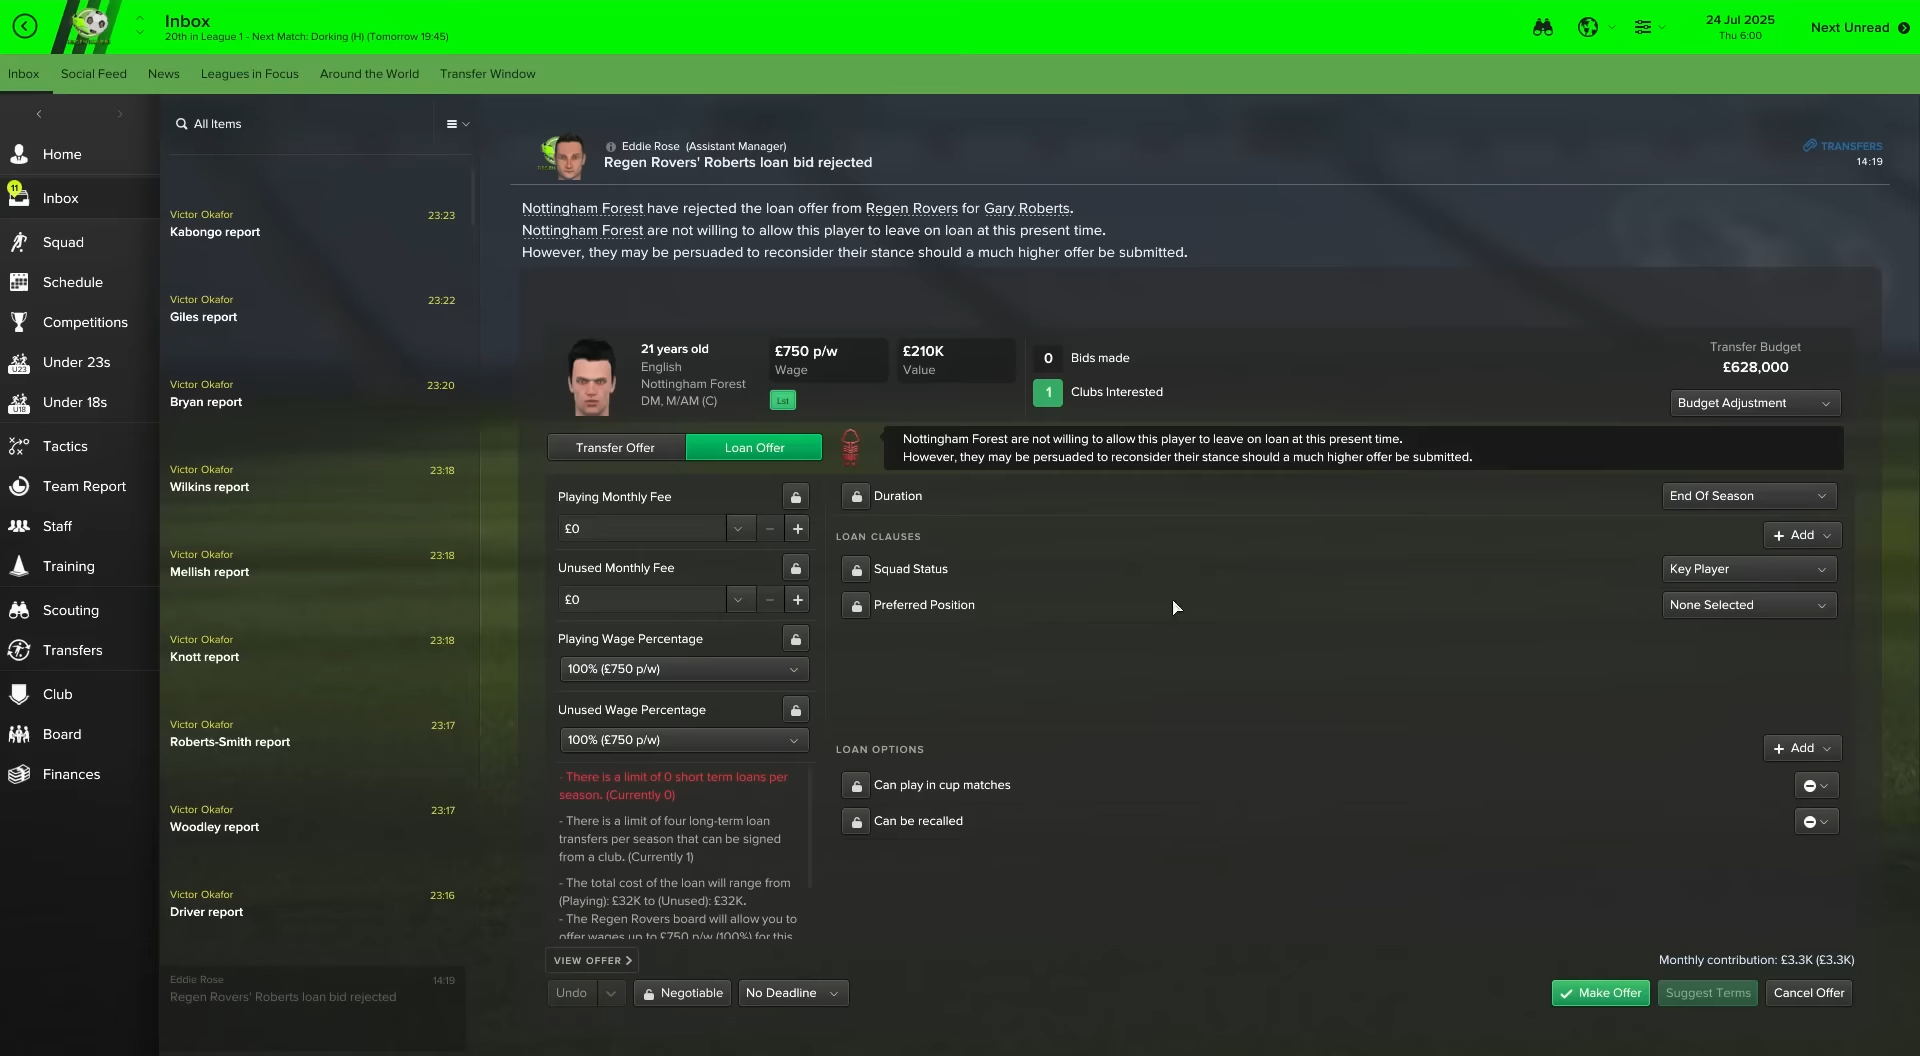 Inbox
20th in League 1 - Next Match: Dorking (H) (Tomorrow 19:45)
24 Jul 2025
Thu 6:00
Next Unread
Inbox
Social Feed
News
Leagues in Focus
Around the World
Transfer Window
Home
11
Inbox
Squad
Schedule
Competitions
U23
Under 23s
U18
Under 18s
Tactics
Team Report
Staff
Training
Scouting
Transfers
Club
Board
Finances
All Items
Victor Okafor 23:23
Kabongo report
Victor Okafor 23:22
Giles report
Victor Okafor 23:20
Bryan report
Victor Okafor 23:18
Wilkins report
Victor Okafor 23:18
Mellish report
Victor Okafor 23:18
Knott report
Victor Okafor 23:17
Roberts-Smith report
Victor Okafor 23:17
Woodley report
Victor Okafor 23:16
Driver report
Eddie Rose 14:19
Regen Rovers' Roberts loan bid rejected
Eddie Rose (Assistant Manager)
Regen Rovers' Roberts loan bid rejected
TRANSFERS
14:19
Nottingham Forest have rejected the loan offer from Regen Rovers for Gary Roberts.
Nottingham Forest are not willing to allow this player to leave on loan at this present time.
However, they may be persuaded to reconsider their stance should a much higher offer be submitted.
21 years old
English
Nottingham Forest
DM, M/AM (C)
£750 p/w
Wage
Lst
£210K
Value
0 Bids made
1 Clubs Interested
Transfer Budget
£628,000
Budget Adjustment
Transfer Offer
Loan Offer
Nottingham Forest are not willing to allow this player to leave on loan at this present time.
However, they may be persuaded to reconsider their stance should a much higher offer be submitted.
Playing Monthly Fee
£0
Unused Monthly Fee
£0
Playing Wage Percentage
100% (£750 p/w)
Unused Wage Percentage
100% (£750 p/w)
- There is a limit of 0 short term loans per
season. (Currently 0)
- There is a limit of four long-term loan
transfers per season that can be signed
from a club. (Currently 1)
- The total cost of the loan will range from
(Playing): £32K to (Unused): £32K.
- The Regen Rovers board will allow you to
offer wages up to £750 p/w (100%) for this
Duration
End Of Season
LOAN CLAUSES
+ Add
Squad Status
Key Player
Preferred Position
None Selected
LOAN OPTIONS
+ Add
Can play in cup matches
Can be recalled
VIEW OFFER
Monthly contribution: £3.3K (£3.3K)
Undo
Negotiable
No Deadline
Make Offer
Suggest Terms
Cancel Offer